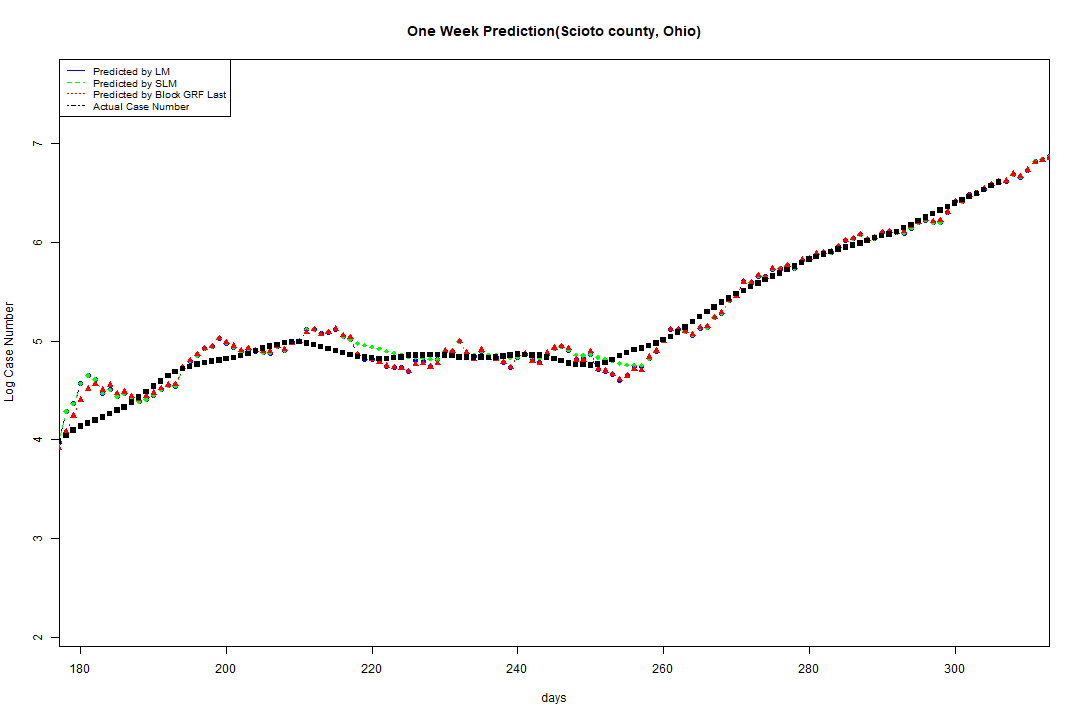 One Week Prediction(Scioto county, Ohio)
Predicted by LM
Predicted by SLM
Predicted by Block GRF Last
Actual Case Number
7
6
5
4
3
2
Log Case Number
180 200 220 240 260 280 300
days